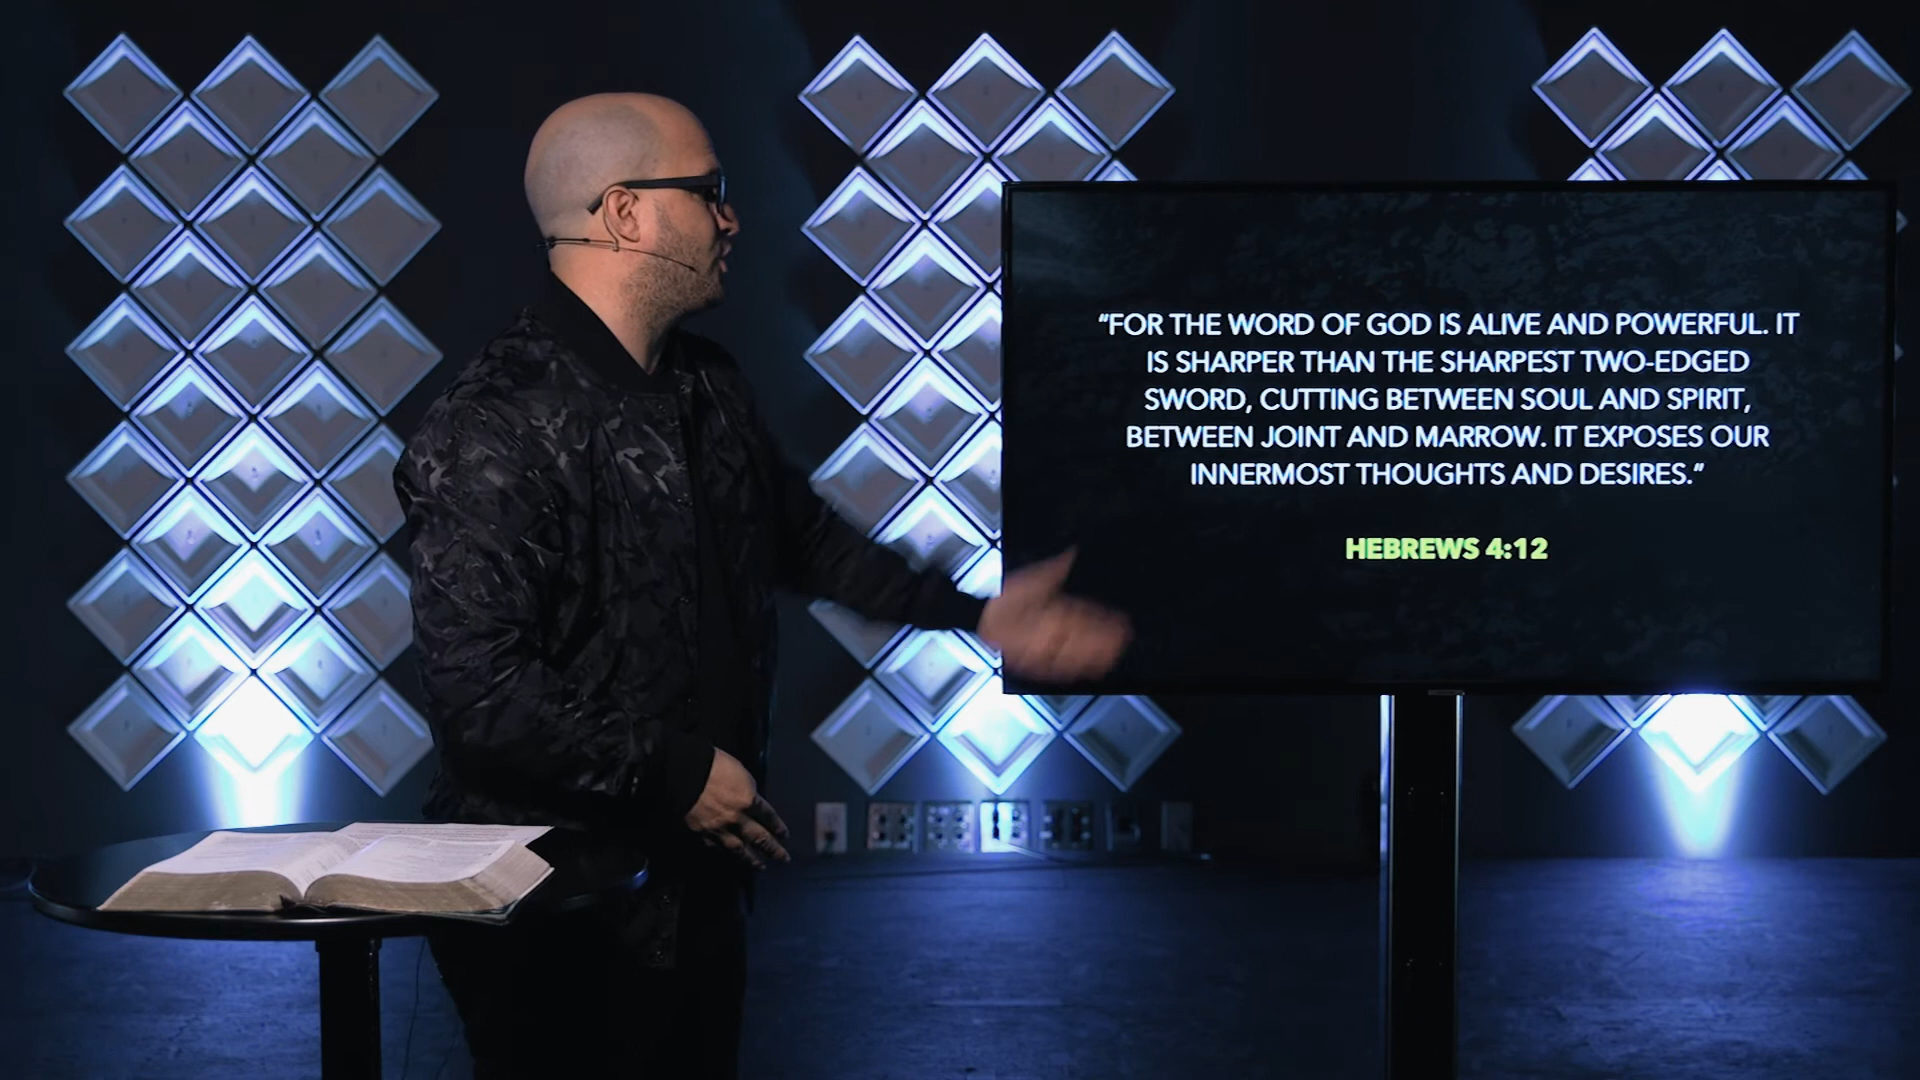 “FOR THE WORD OF GOD IS ALIVE AND POWERFUL. IT
IS SHARPER THAN THE SHARPEST TWO-EDGED
SWORD, CUTTING BETWEEN SOUL AND SPIRIT,
BETWEEN JOINT AND MARROW. IT EXPOSES OUR
INNERMOST THOUGHTS AND DESIRES.”
HEBREWS 4:12